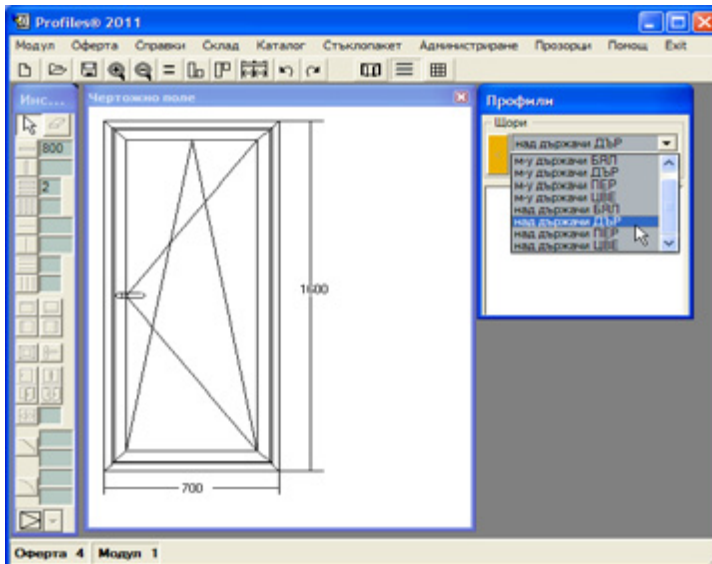 Profiles® 2011
Модул Оферта Справки Склад Каталог Стъклопакет Администриране Прозорци Помощ Exit
Инс...
Чертожно поле
Профили
Щори
800
над държачи ДЪР
м-у държачи БЯЛ
м-у държачи ДЪР
м-у държачи ПЕР
м-у държачи ЦВЕ
над държачи БЯЛ
над държачи ДЪР
над държачи ПЕР
над държачи ЦВЕ
2
1600
700
Оферта 4 Модул 1